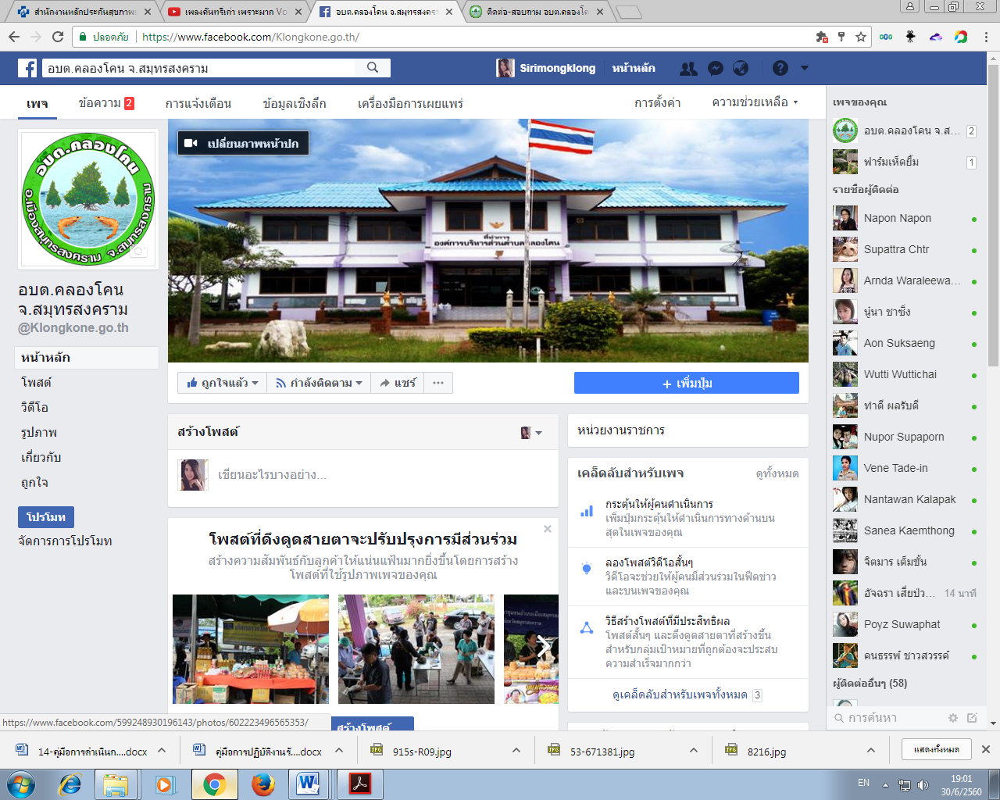 สำนักงานหลักประกันสุขภาพแ
เพลงดันทรีเก่า เพราะมาก Vo
อบต.คลองโคน จ.สมุทรสงคร
ติดต่อ-สอบถาม อบต.คลองโค
ปลอดภัย
https://www.facebook.com/Klongkone.go.th/
อบต.คลองโคน จ.สมุทรสงคราม
Sirimongklong
หน้าหลัก
เพจ
ข้อความ 2
การแจ้งเตือน
ข้อมูลเชิงลึก
เครื่องมือการเผยแพร่
การตั้งค่า
ความช่วยเหลือ
อบต.คลองโคน
อ.เมืองสมุทรสงคราม จ.สมุทรสงคราม
อบต.คลองโคน
จ.สมุทรสงคราม
@Klongkone.go.th
หน้าหลัก
โพสต์
วิดีโอ
รูปภาพ
เกี่ยวกับ
ถูกใจ
โปรโมท
จัดการการโปรโมท
เปลี่ยนภาพหน้าปก
ที่ทำการ
องค์การบริหารส่วนตำบลคลองโคน
ถูกใจแล้ว
กำลังติดตาม
แชร์
...
+ เพิ่มปุ่ม
สร้างโพสต์
เขียนอะไรบางอย่าง...
โพสต์ที่ดึงดูดสายตาจะปรับปรุงการมีส่วนร่วม
สร้างความสัมพันธ์กับลูกค้าให้แน่นแฟ้นมากยิ่งขึ้นโดยการสร้าง
โพสต์ที่ใช้รูปภาพเพจของคุณ
สร้างโพสต์
หน่วยงานราชการ
เคล็ดลับสำหรับเพจ
ดูทั้งหมด
กระตุ้นให้ผู้คนดำเนินการ
เพิ่มปุ่มกระตุ้นให้ดำเนินการทางด้านบน
สุดในเพจของคุณ
ลองโพสต์วิดีโอสั้นๆ
วิดีโอจะช่วยให้ผู้คนมีส่วนร่วมในฟีดข่าว
และบนเพจของคุณ
วิธีสร้างโพสต์ที่มีประสิทธิผล
โพสต์สั้นๆ และดึงดูดสายตาที่สร้างขึ้น
สำหรับกลุ่มเป้าหมายที่ถูกต้องจะประสบ
ความสำเร็จมากกว่า
ดูเคล็ดลับสำหรับเพจทั้งหมด 3
เพจของคุณ
อบต.คลองโคน จ.ส... 2
ฟาร์มเห็ดยิ้ม 1
รายชื่อผู้ติดต่อ
Napon Napon
Supattra Chtr
Arnda Waraleewa...
นู๋นา ชาซิ่ง
Aon Suksaeng
Wutti Wuttichai
ทำดี ผลรับดี
Nupor Supaporn
Vene Tade-in
Nantawan Kalapak
Sanea Kaemthong
จิตมาร เต็มขั้น
อัจฉรา เสี่ยปว... 14 นาที
Poyz Suwaphat
คนธรรพ์ ชาวสวรรค์
ผู้ติดต่ออื่นๆ (58)
การค้นหา
https://www.facebook.com/599248930196143/photos/602223496565353/
14-คู่มือการดำเนินก....docx
คู่มือการปฏิบัติงานรั....docx
915s-R09.jpg
53-671381.jpg
8216.jpg
แสดงทั้งหมด
EN
19:01
30/6/2560